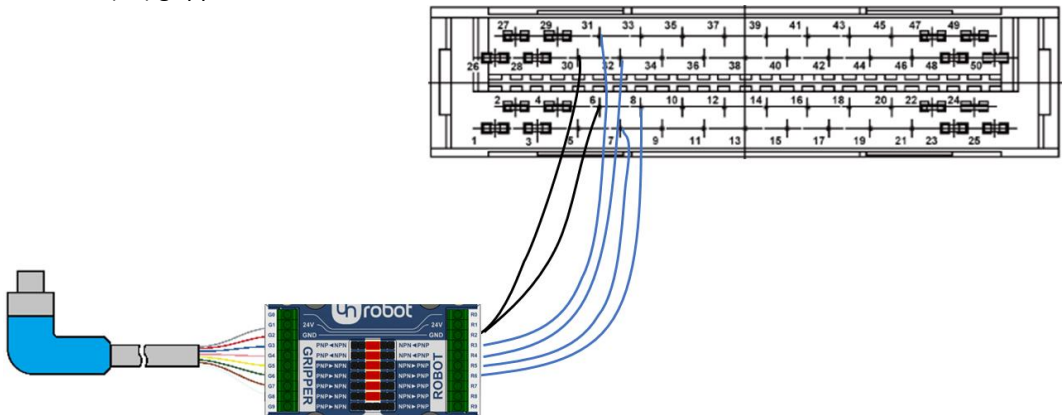 27 29 31 33 35 37 39 41 43 45 47 49
26 28 30 32 34 36 38 40 42 44 46 48 50
2 4 6 8 10 12 14 16 18 20 22 24
1 3 5 7 9 11 13 15 17 19 21 23 25
On robot
G0 R0
G1 24V 24V R1
G2 GND GND R2
G3 PNP◄NPN NPN◄PNP R3
G4 PNP◄NPN NPN◄PNP R4
G5 PNP►NPN NPN►PNP R5
G6 PNP►NPN NPN►PNP R6
G7 PNP►NPN NPN►PNP R7
G8 PNP►NPN NPN►PNP R8
G9 PNP►NPN NPN►PNP R9
GRIPPER
ROBOT